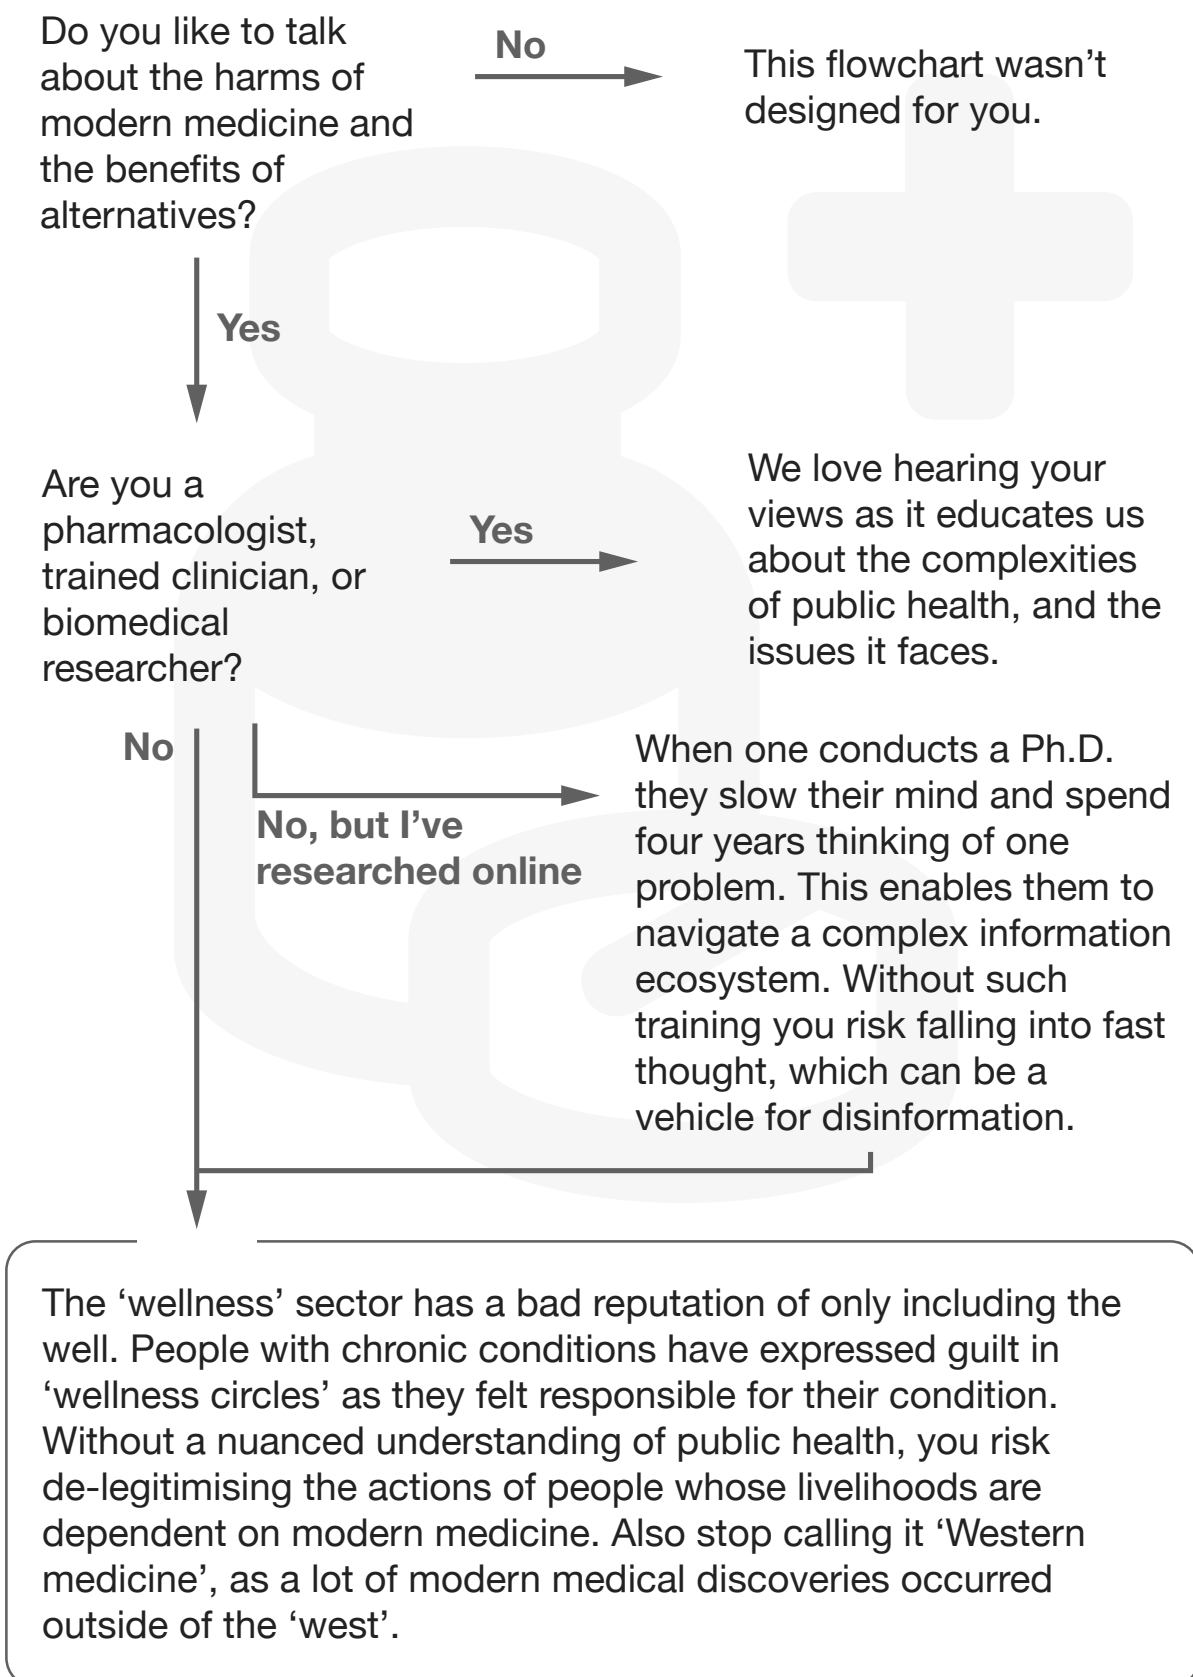 Do you like to talk
about the harms of
modern medicine and
the benefits of
alternatives?
No
This flowchart wasn't
designed for you.
Yes
Are you a
pharmacologist,
trained clinician, or
biomedical
researcher?
Yes
We love hearing your
views as it educates us
about the complexities
of public health, and the
issues it faces.
No
No, but I’ve
researched online
When one conducts a Ph.D.
they slow their mind and spend
four years thinking of one
problem. This enables them to
navigate a complex information
ecosystem. Without such
training you risk falling into fast
thought, which can be a
vehicle for disinformation.
The ‘wellness’ sector has a bad reputation of only including the
well. People with chronic conditions have expressed guilt in
‘wellness circles’ as they felt responsible for their condition.
Without a nuanced understanding of public health, you risk
de-legitimising the actions of people whose livelihoods are
dependent on modern medicine. Also stop calling it ‘Western
medicine’, as a lot of modern medical discoveries occurred
outside of the ‘west’.